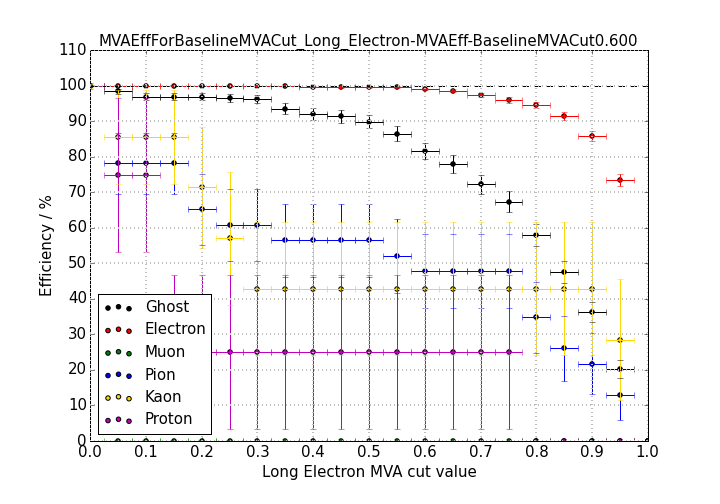 MVAEffForBaselineMVACut_Long_Electron-MVAEff-BaselineMVACut0.600
110
100
90
80
70
60
50
40
30
20
10
0
Efficiency / %
Ghost
Electron
Muon
Pion
Kaon
Proton
0.0 0.1 0.2 0.3 0.4 0.5 0.6 0.7 0.8 0.9 1.0
Long Electron MVA cut value